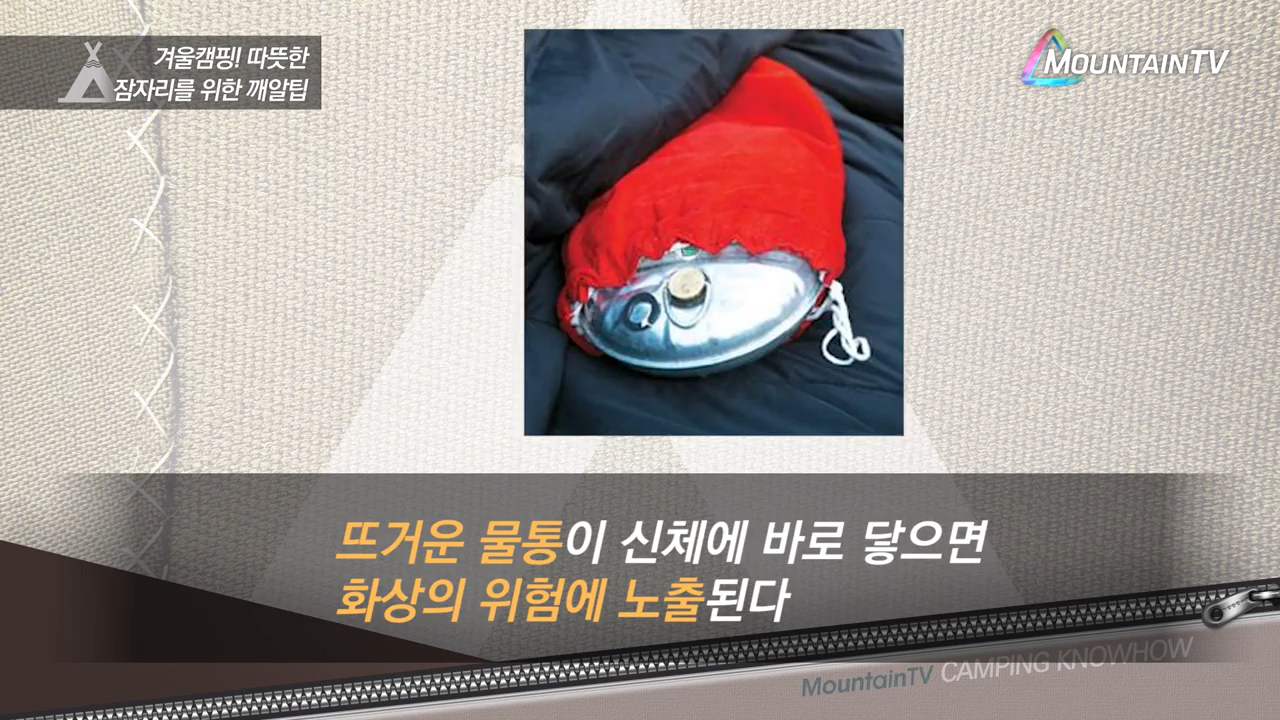 겨울캠핑! 따뜻한
잠자리를 위한 깨알팁
MOUNTAINTV
뜨거운 물통이 신체에 바로 닿으면
화상의 위험에 노출된다
MountainTV CAMPING KNOWHOW